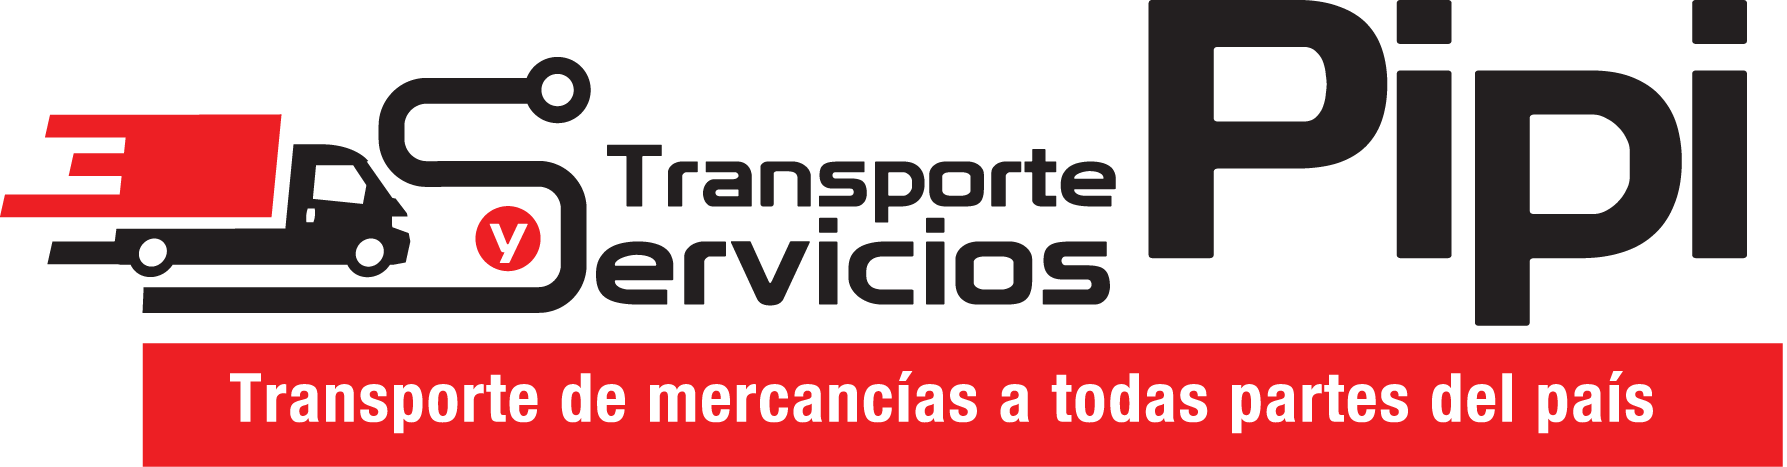 Transporte
y Servicios
Pipi
Transporte de mercancías a todas partes del país